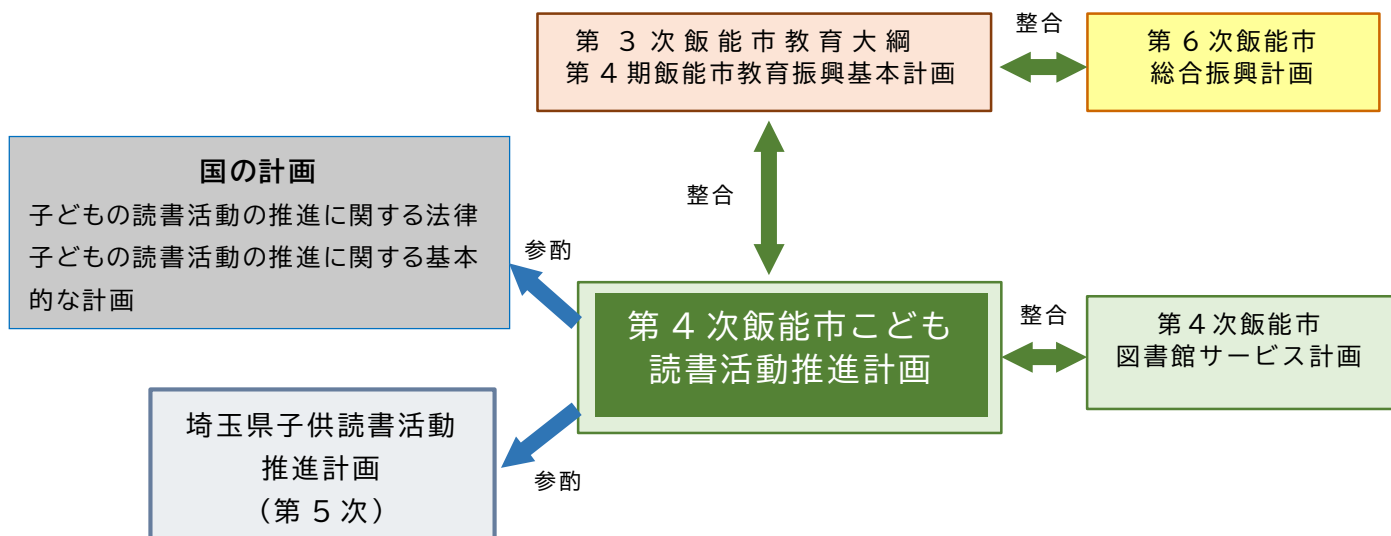 第３次飯能市教育大綱
第４期飯能市教育振興基本計画
整合
第６次飯能市
総合振興計画
国の計画
子どもの読書活動の推進に関する法律
子どもの読書活動の推進に関する基本
的な計画
整合
参酌
第４次飯能市こども
読書活動推進計画
整合
第４次飯能市
図書館サービス計画
埼玉県子供読書活動
推進計画
（第５次）
参酌